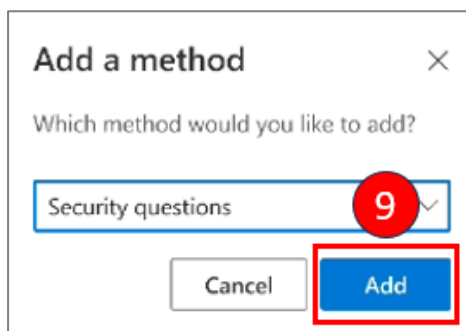 Add a method
Which method would you like to add?
Security questions
9
Cancel
Add